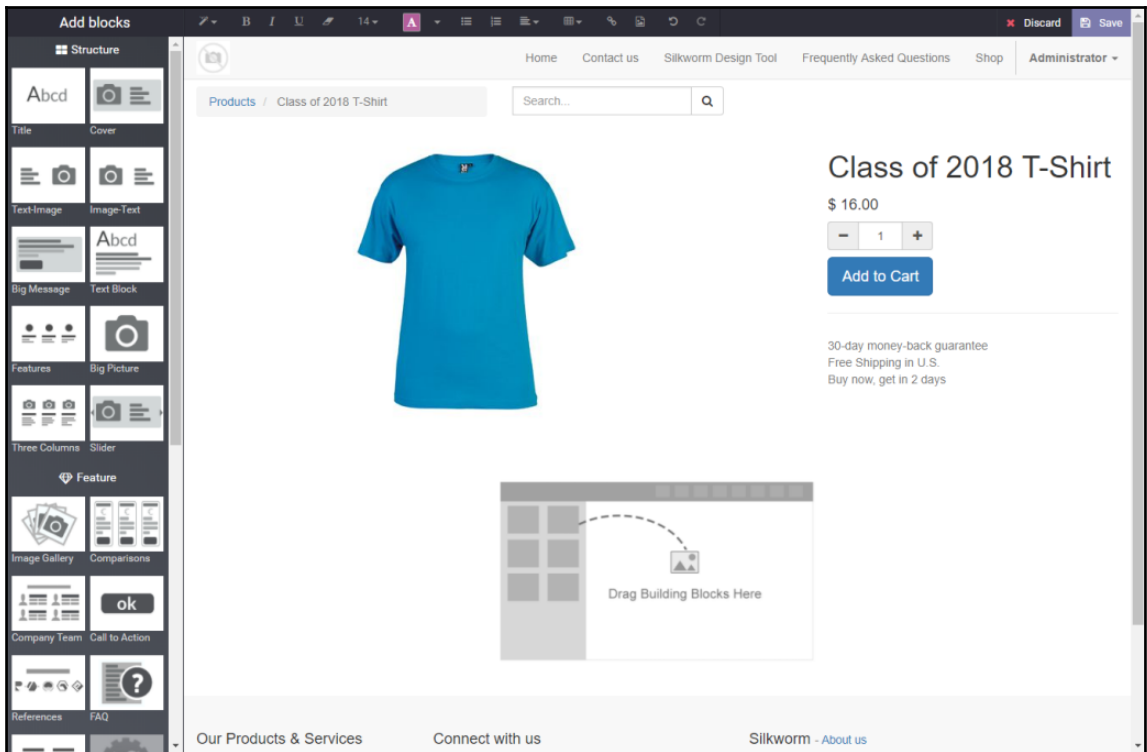 Add blocks
B I U 14 A
Discard Save
Structure
Abcd
Title Cover
Text-Image Image-Text
Abcd
Big Message Text Block
Features Big Picture
Three Columns Slider
Feature
Image Gallery Comparisons
ok
Company Team Call to Action
?
References FAQ
Home Contact us Silkworm Design Tool Frequently Asked Questions Shop Administrator
Products / Class of 2018 T-Shirt
Search...
Class of 2018 T-Shirt
$ 16.00
− 1 +
Add to Cart
30-day money-back guarantee
Free Shipping in U.S.
Buy now, get in 2 days
Drag Building Blocks Here
Our Products & Services Connect with us Silkworm - About us